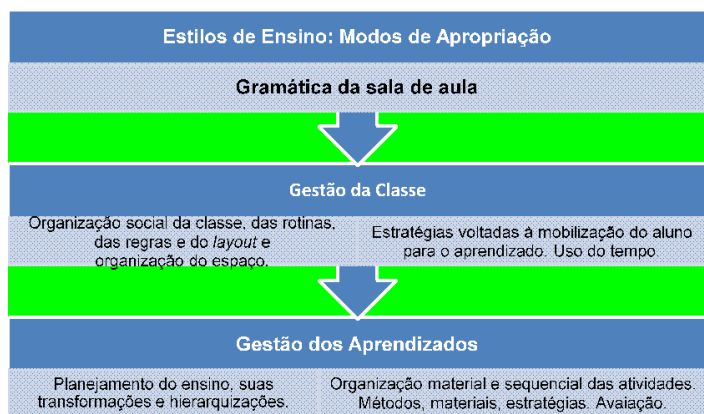 Estilos de Ensino: Modos de Apropriação
Gramática da sala de aula
Gestão da Classe
Organização social da classe, das rotinas,
das regras e do layout e
organização do espaço.
Estratégias voltadas à mobilização do aluno
para o aprendizado. Uso do tempo.
Gestão dos Aprendizados
Planejamento do ensino, suas
transformações e hierarquizações.
Organização material e sequencial das atividades.
Métodos, materiais, estratégias. Avaiação.